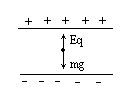 + + + + +
Eq
mg
- - - - -